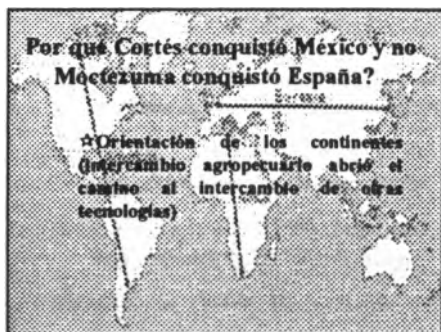 Por qué Cortés conquistó México y no
Moctezuma conquistó España?
☆Orientación de los continentes
(intercambio agropecuario abrió el
camino al intercambio de otras
tecnologías)